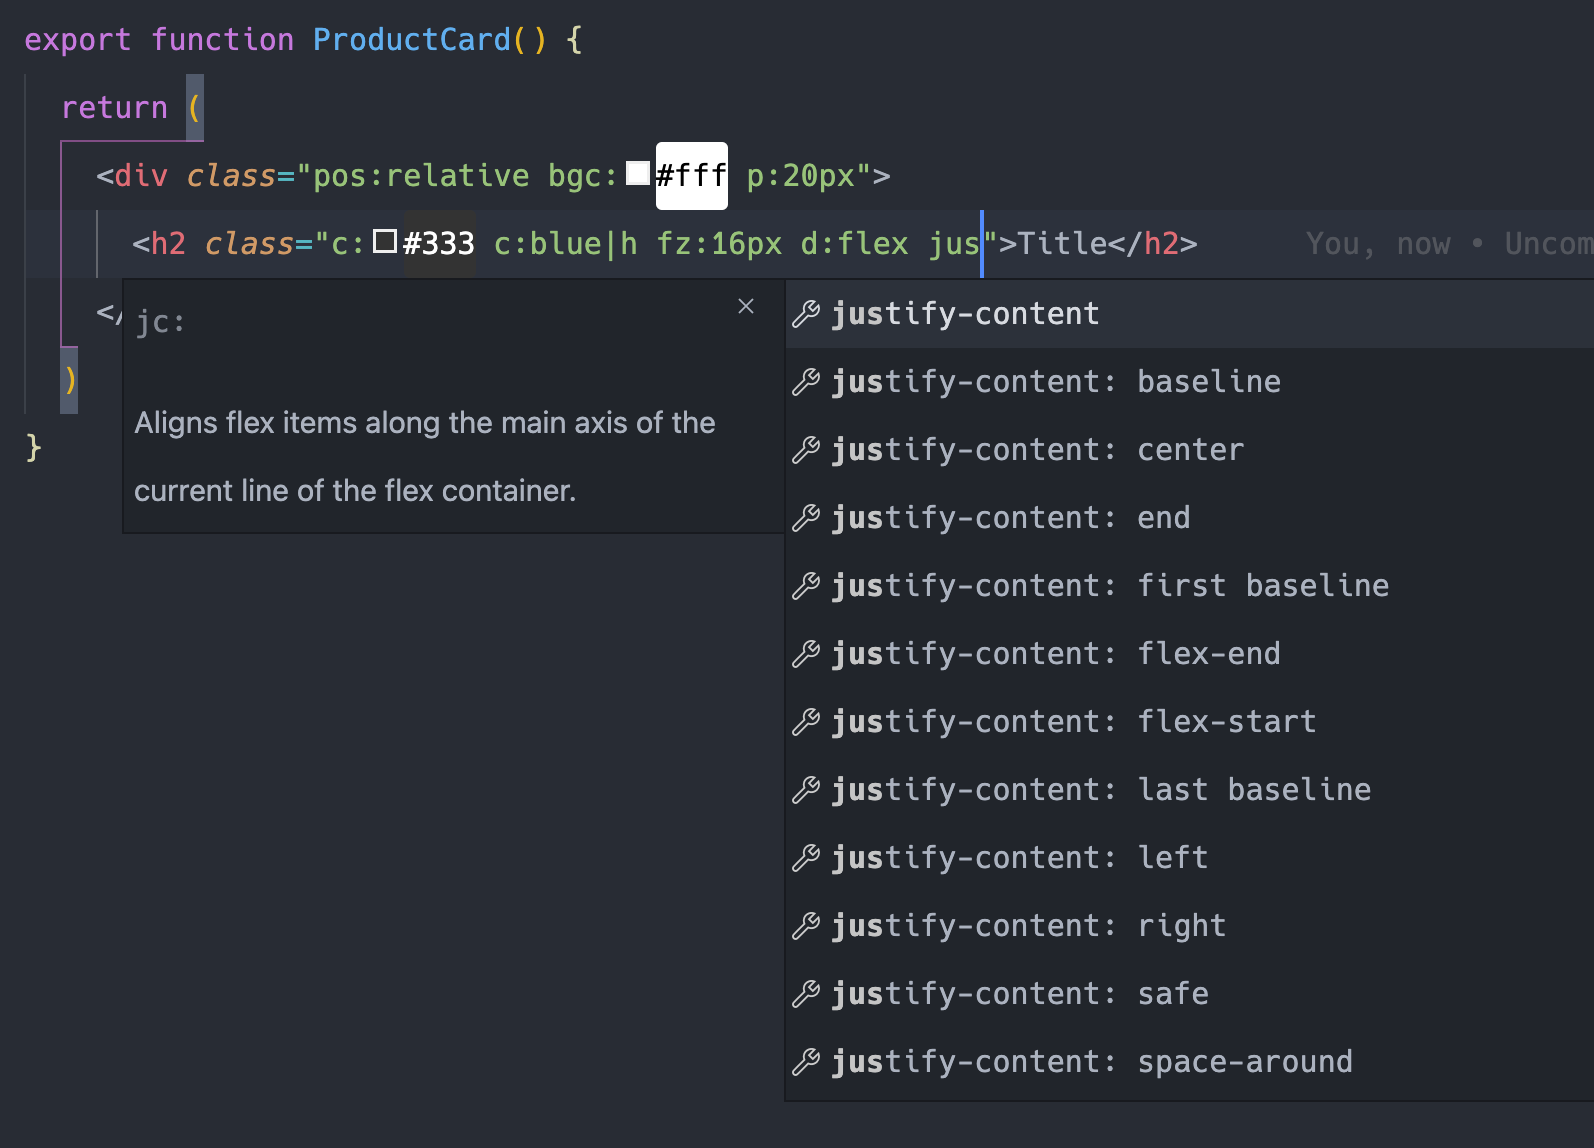 export function ProductCard() {
return (
<div class="pos:relative bgc:#fff p:20px">
<h2 class="c:#333 c:blue|h fz:16px d:flex jus">Title</h2> You, now • Uncom
</
)
}
jc:
Aligns flex items along the main axis of the
current line of the flex container.
justify-content
justify-content: baseline
justify-content: center
justify-content: end
justify-content: first baseline
justify-content: flex-end
justify-content: flex-start
justify-content: last baseline
justify-content: left
justify-content: right
justify-content: safe
justify-content: space-around